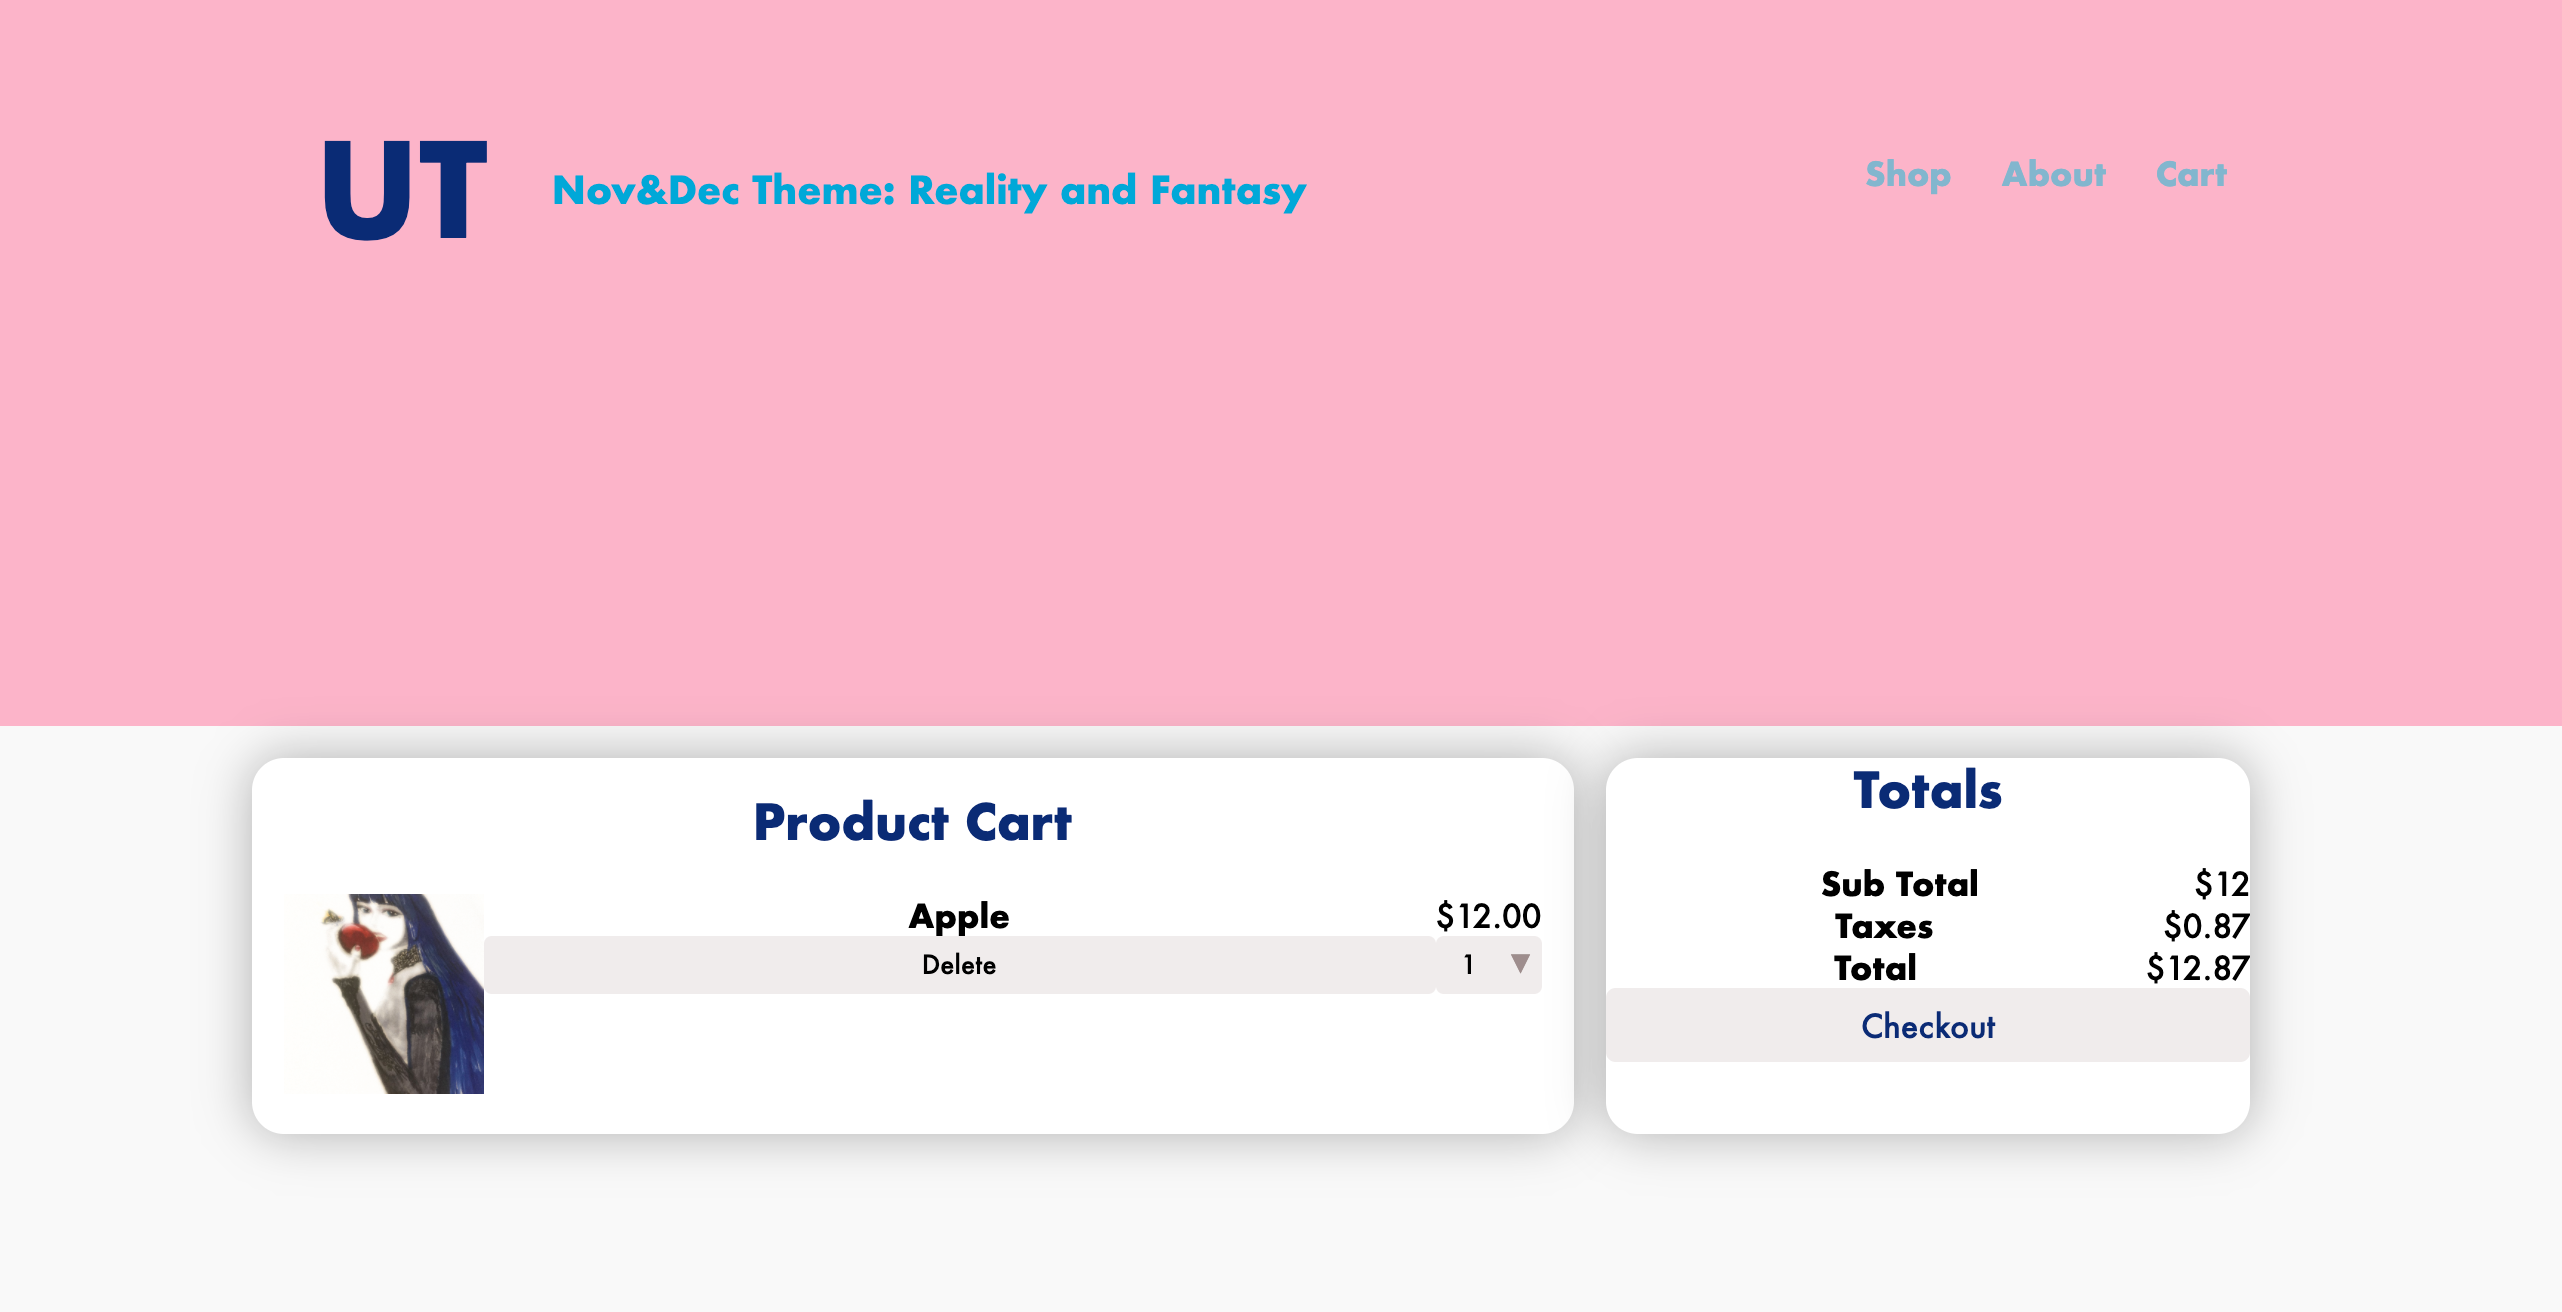 UT
Nov&Dec Theme: Reality and Fantasy
Shop About Cart
Product Cart
Apple $12.00
Delete 1
Totals
Sub Total $12
Taxes $0.87
Total $12.87
Checkout